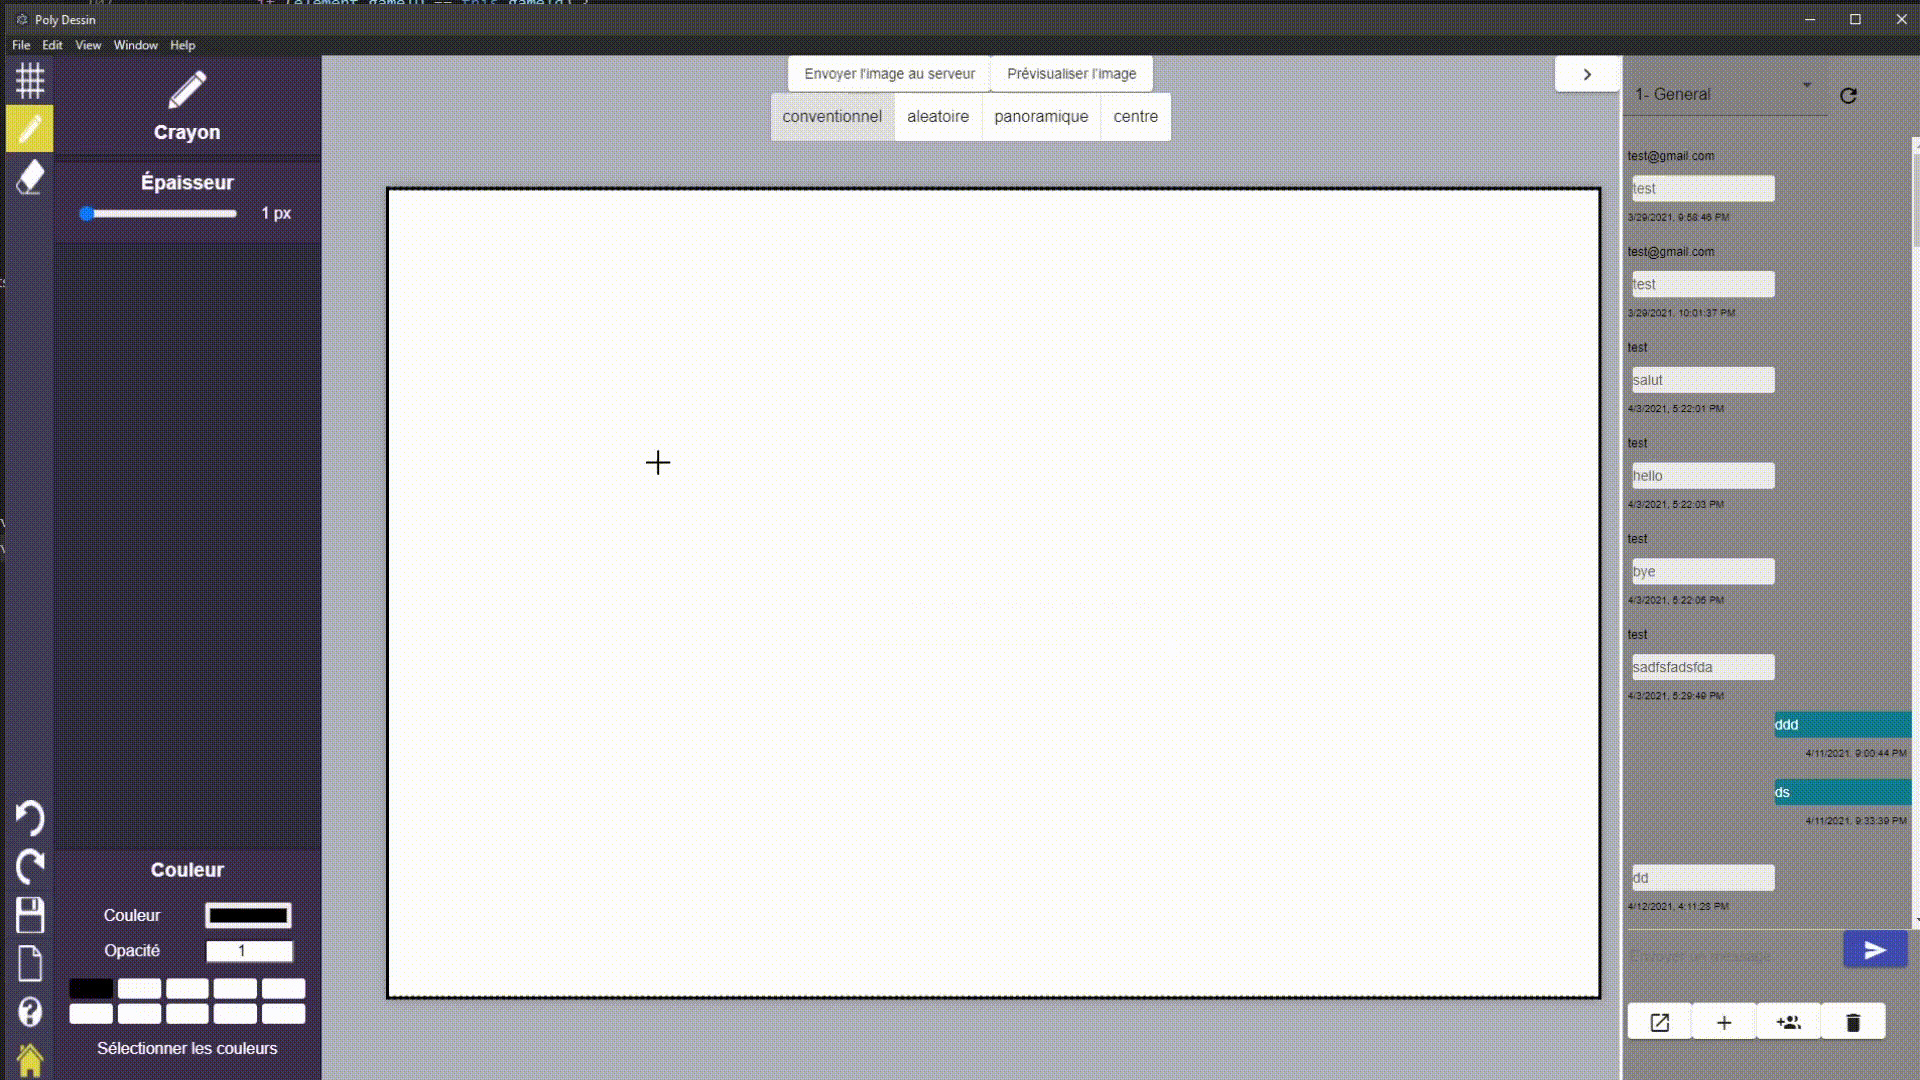 Poly Dessin
File Edit View Window Help
Crayon
Épaisseur
1 px
Couleur
Couleur
Opacité 1
Sélectionner les couleurs
Envoyer l'image au serveur Prévisualiser l'image
conventionnel aleatoire panoramique centre
1- General
test@gmail.com
test
3/29/2021, 9:58:46 PM
test@gmail.com
test
3/29/2021, 10:01:37 PM
test
salut
4/3/2021, 5:22:01 PM
test
hello
4/3/2021, 5:22:03 PM
test
bye
4/3/2021, 5:22:05 PM
test
sadfsfadsfda
4/3/2021, 5:29:49 PM
ddd
4/11/2021, 9:00:44 PM
ds
4/11/2021, 9:33:39 PM
dd
4/12/2021, 4:11:25 PM
Envoyer un message